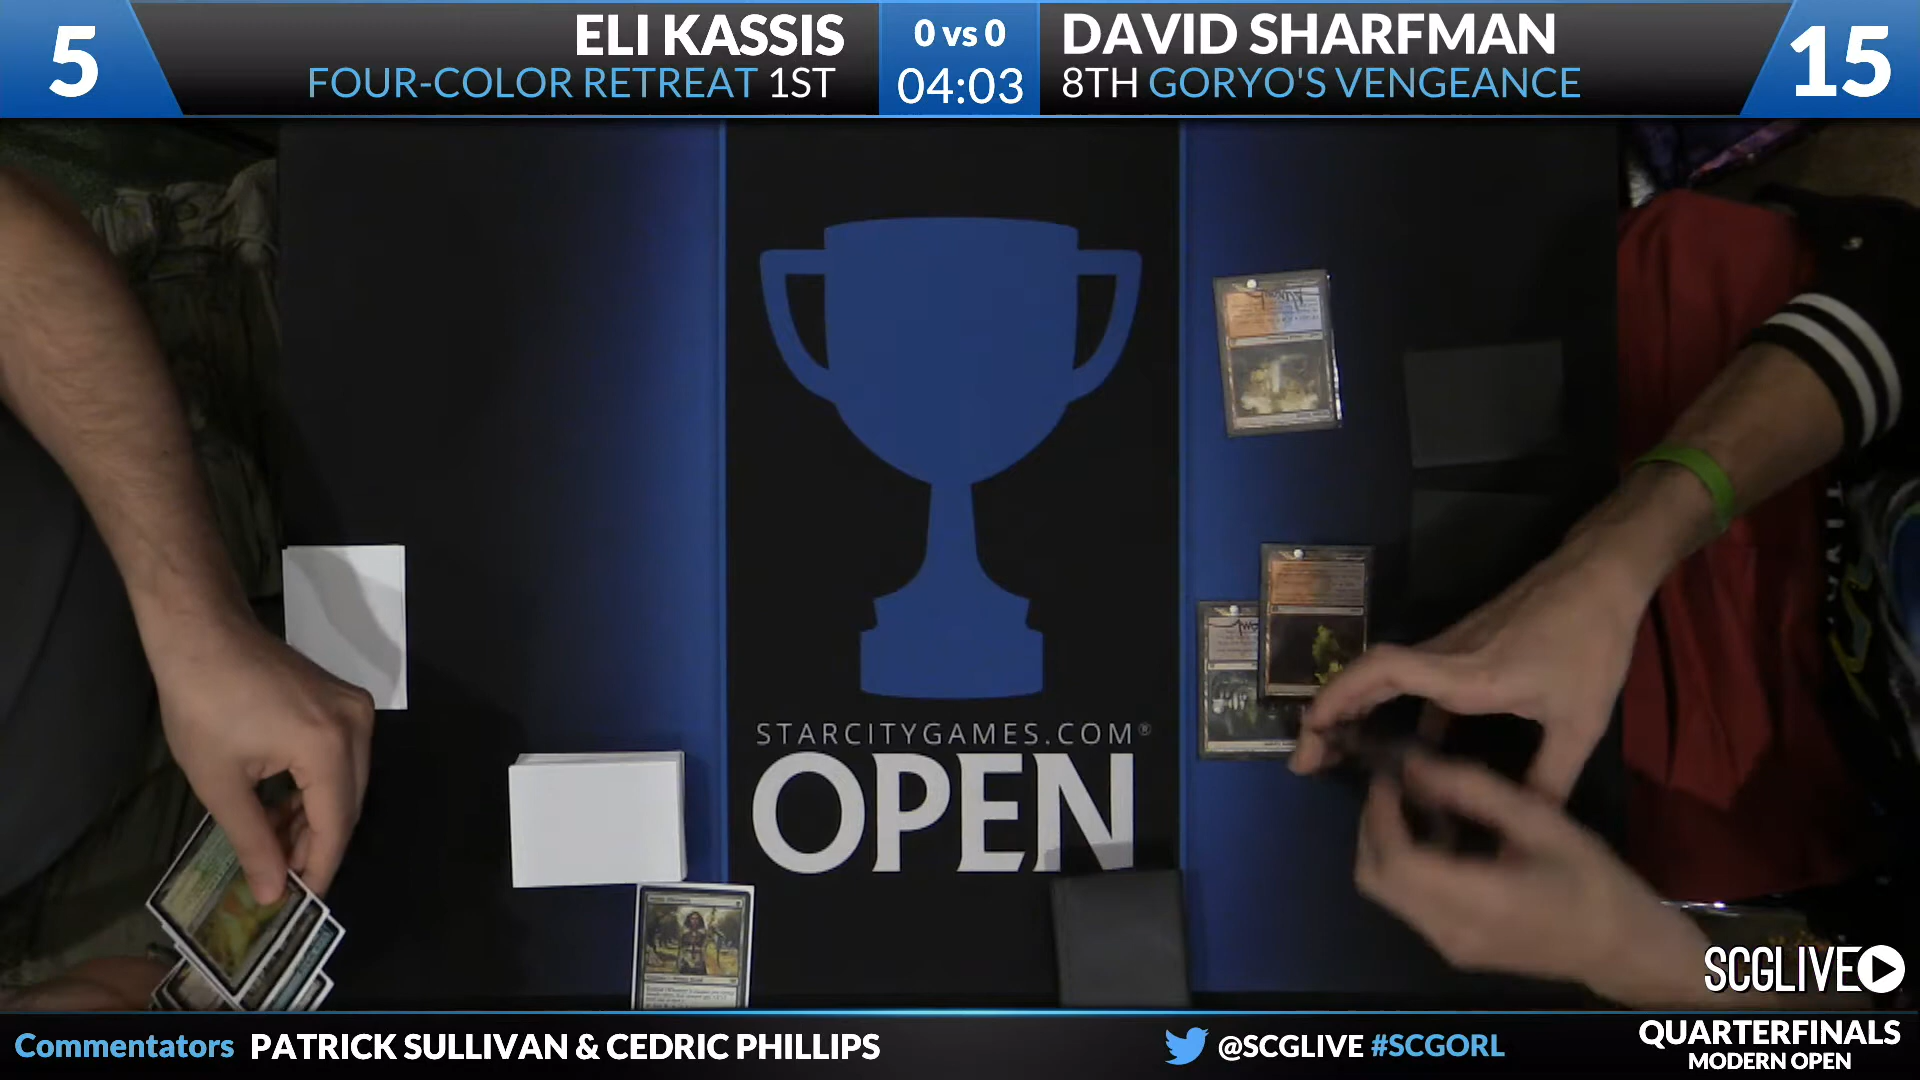 5
ELI KASSIS
FOUR-COLOR RETREAT 1ST
0 vs 0
04:03
DAVID SHARFMAN
8TH GORYO'S VENGEANCE
15
STARCITYGAMES.COM®
OPEN
SCGLIVE
Commentators PATRICK SULLIVAN & CEDRIC PHILLIPS
@SCGLIVE #SCGORL
QUARTERFINALS
MODERN OPEN